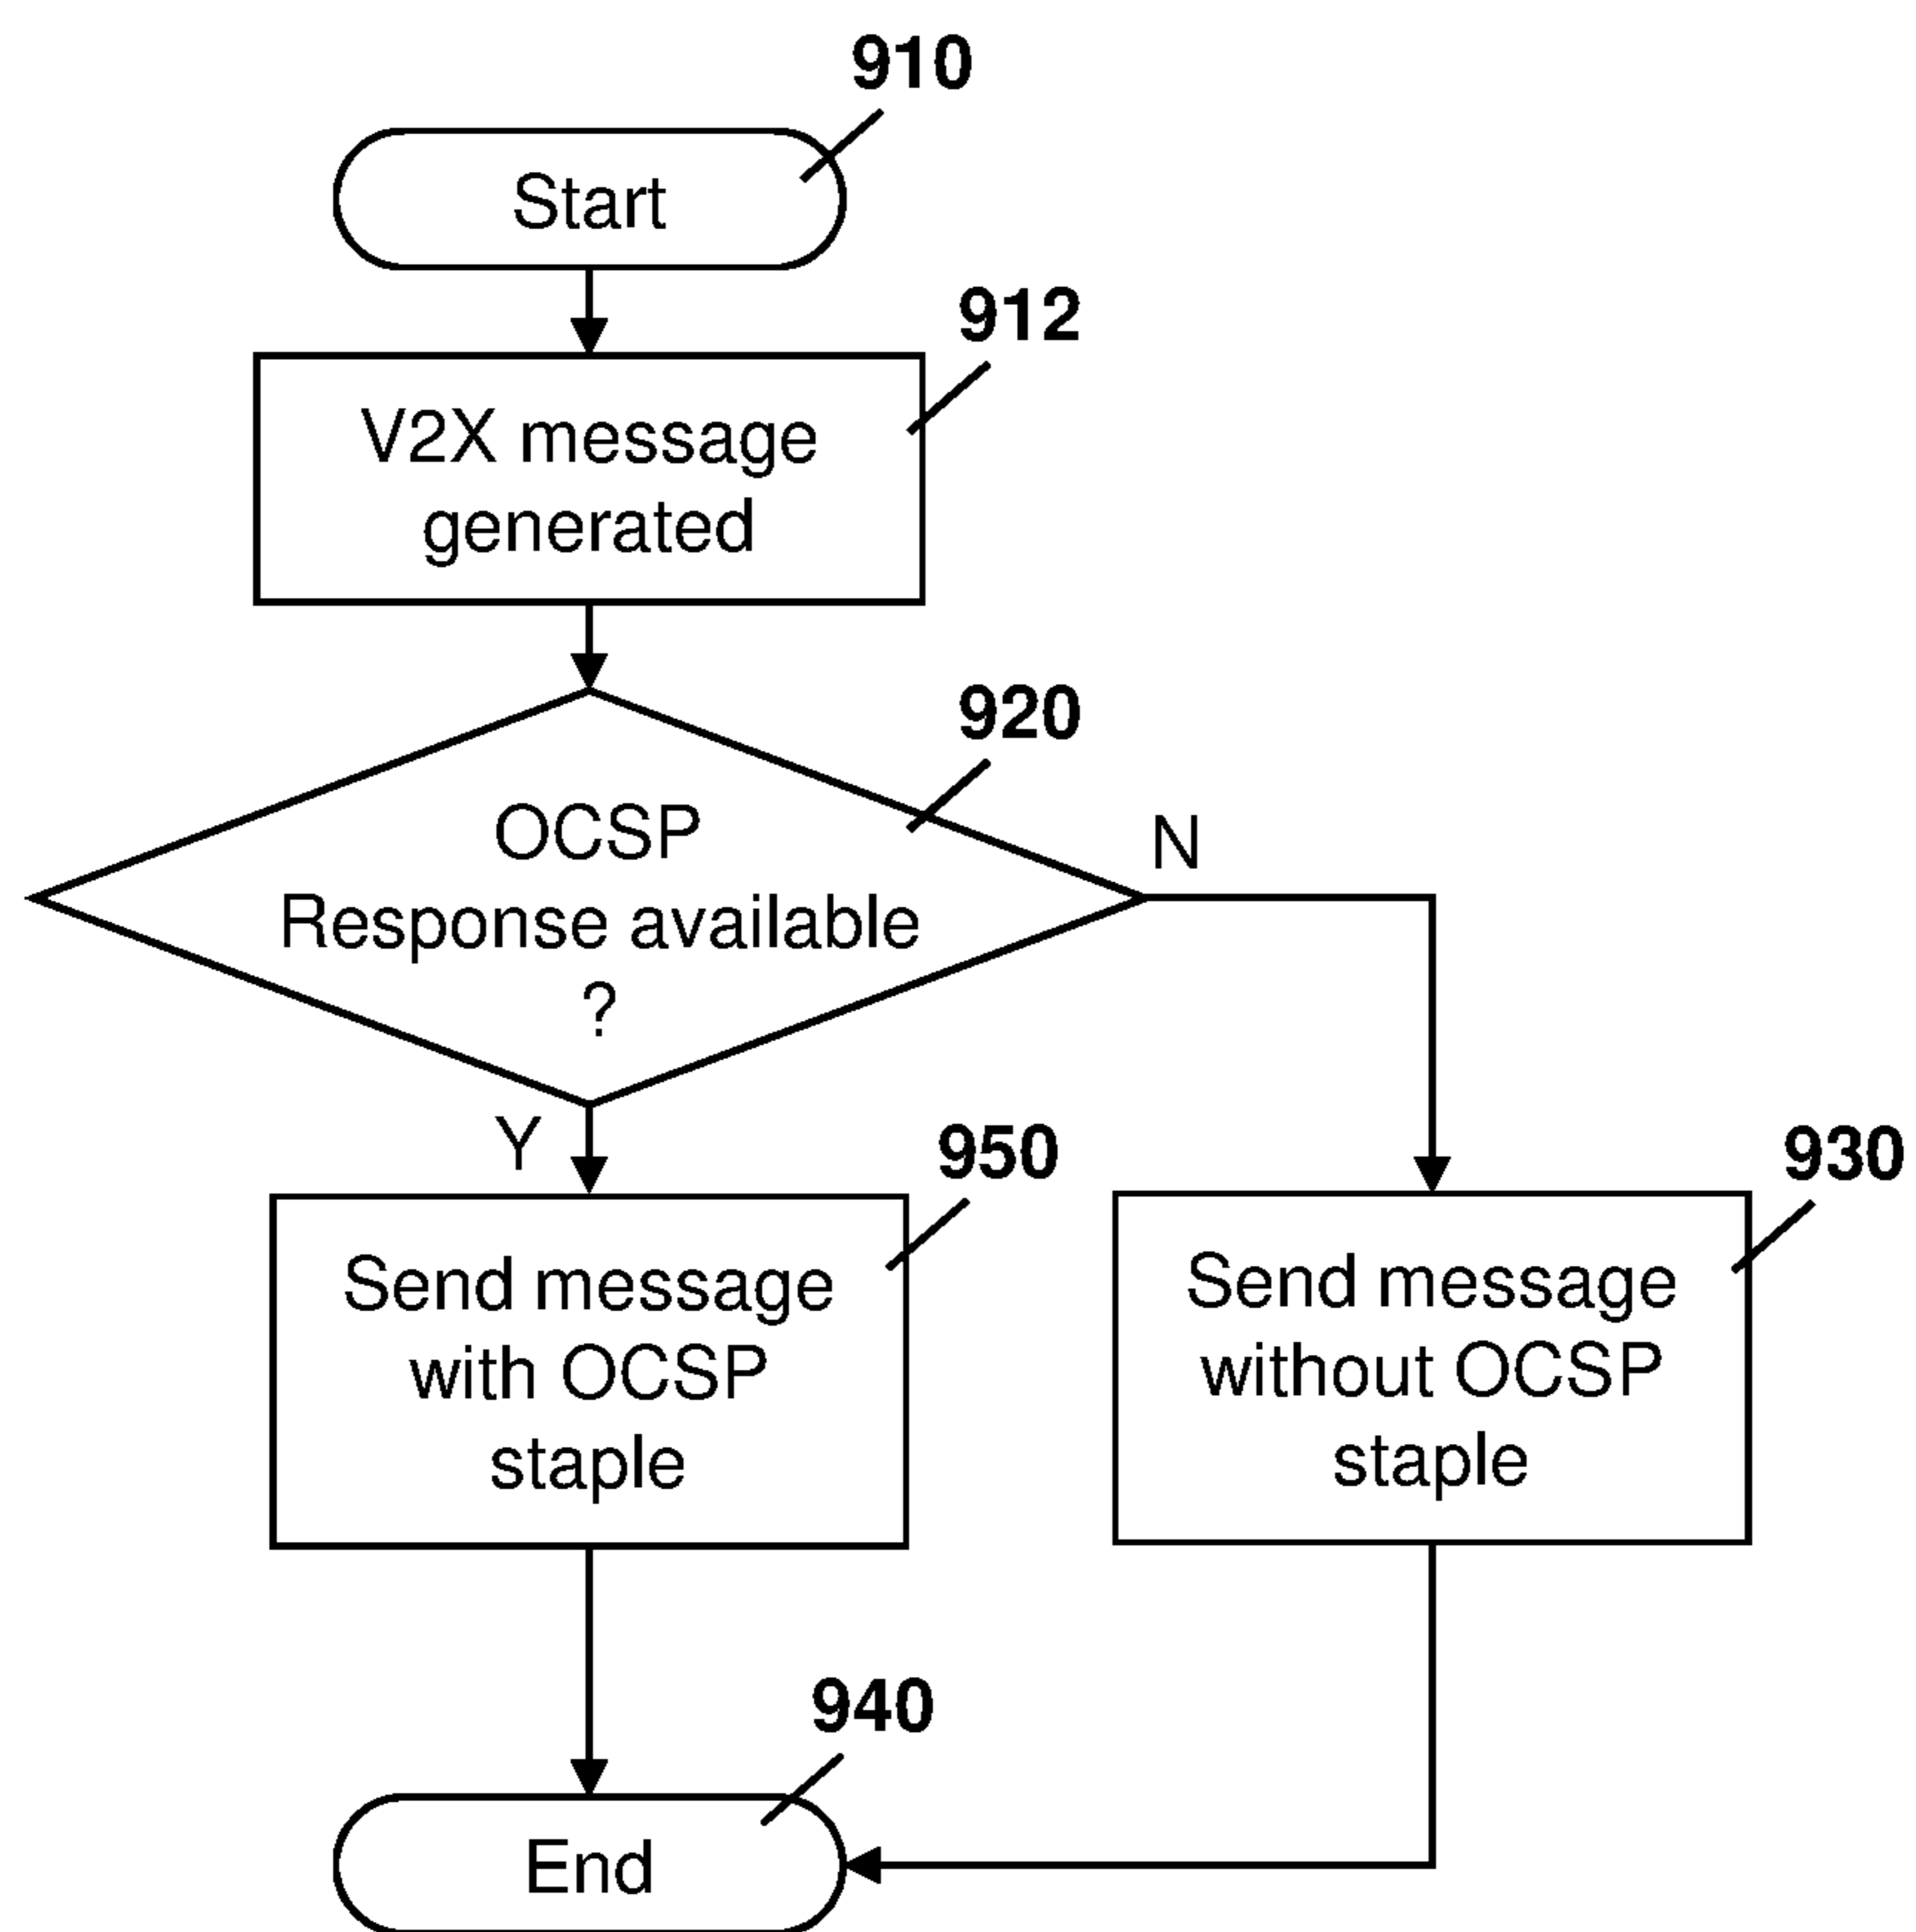 910
Start
912
V2X message
generated
920
OCSP
Response available
?
N
Y
950
Send message
with OCSP
staple
930
Send message
without OCSP
staple
940
End